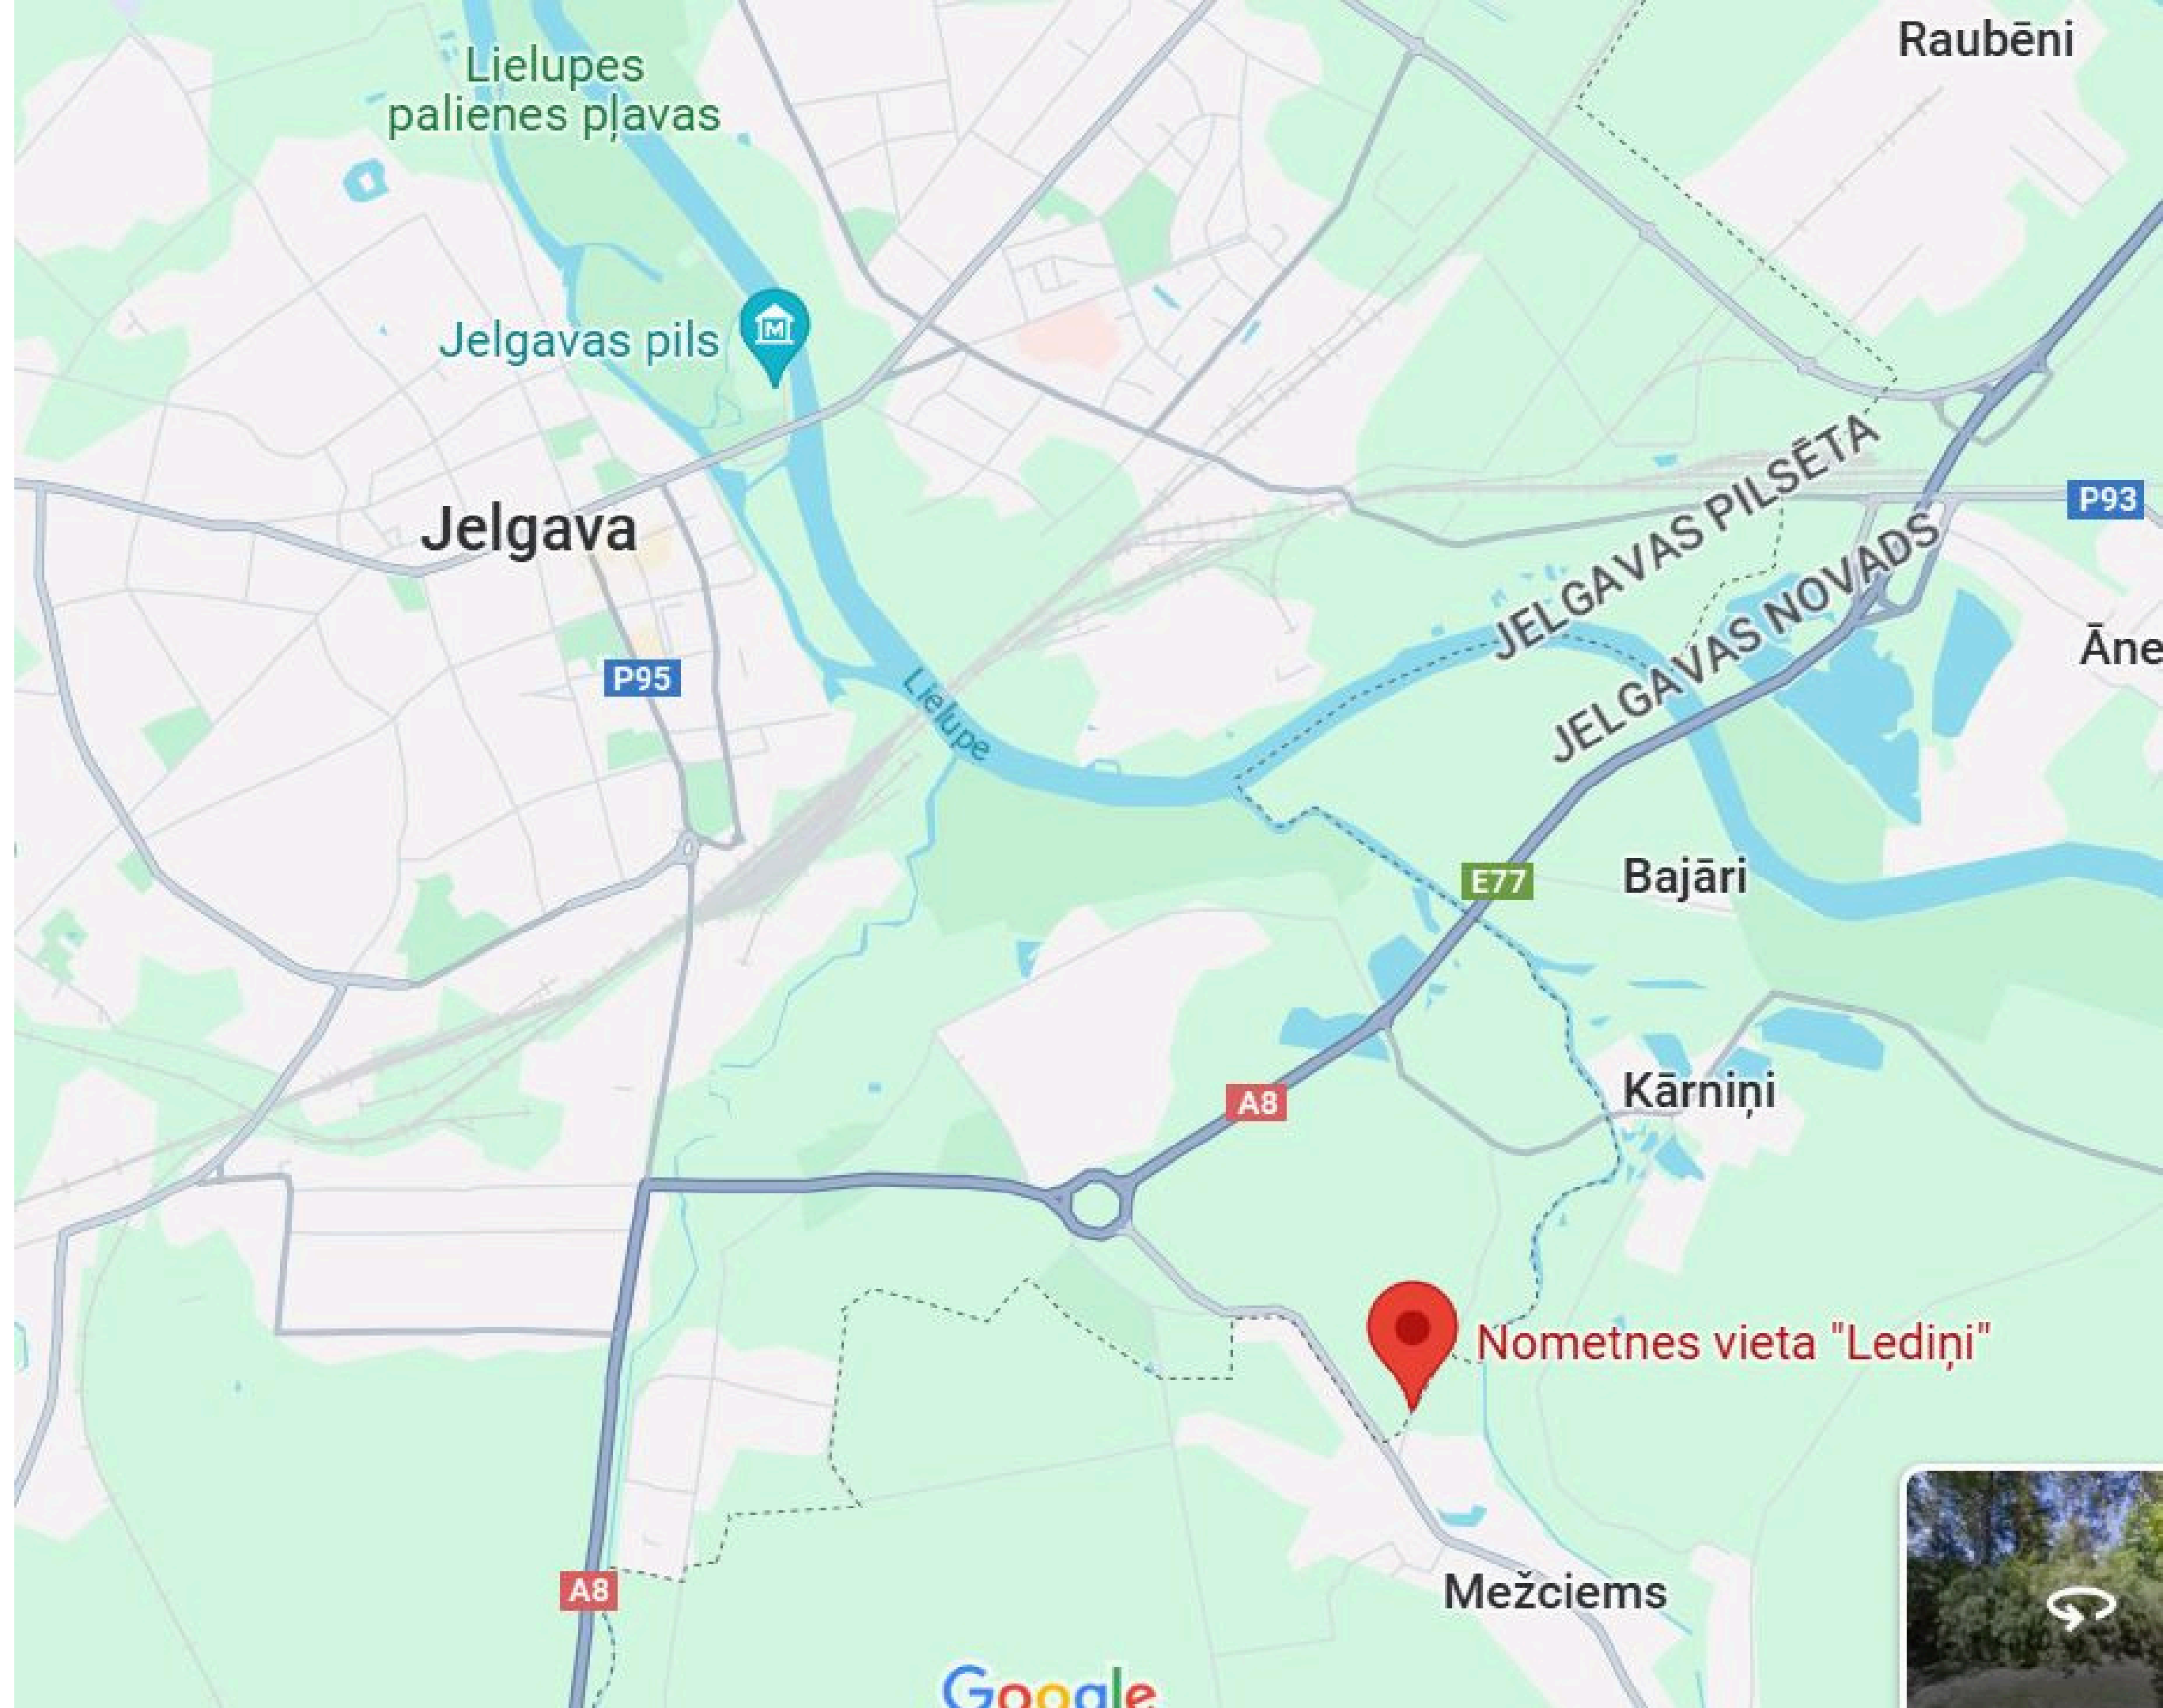 Raubēni
Lielupes
palienes pļavas
Jelgavas pils
M
JELGAVAS PILSĒTA
P93
Jelgava
JELGAVAS NOVADS
Āne
P95
Lielupe
E77
Bajāri
Kārniņi
A8
Nometnes vieta "Lediņi"
A8
Mežciems
Google